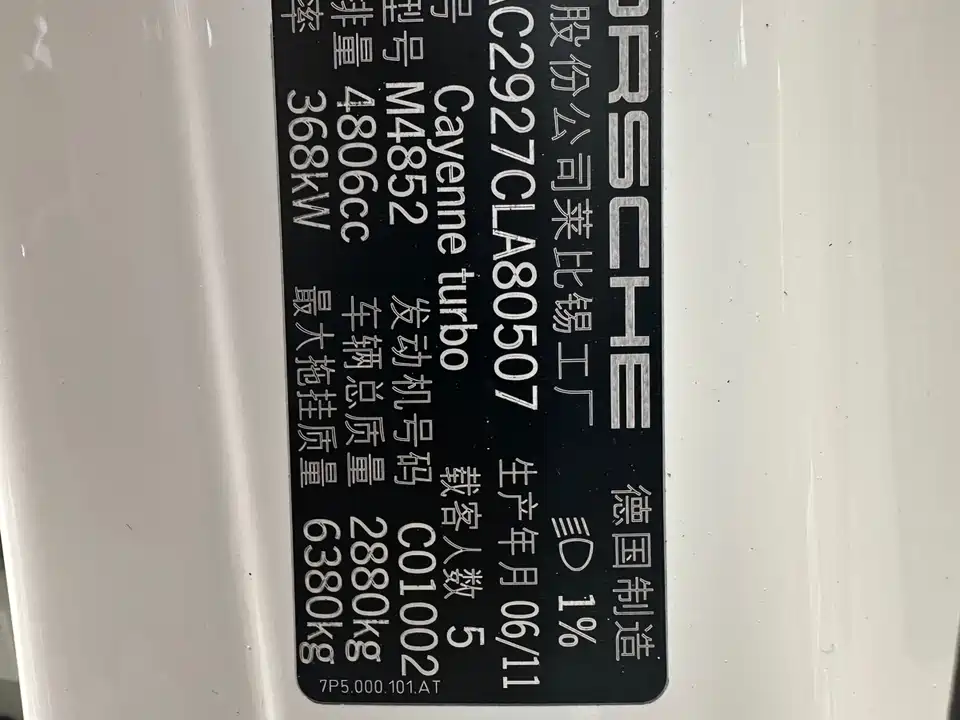 ORSCHE 德国制造
股份公司莱比锡工厂 1%
AC2927CLA80507 生产年月 06/11
号 Cayenne turbo 载客人数 5
型号 M4852 发动机号码 C01002
排量 4806cc 车辆总质量 2880kg
率 368kW 最大拖挂质量 6380kg
7P5.000.101.AT